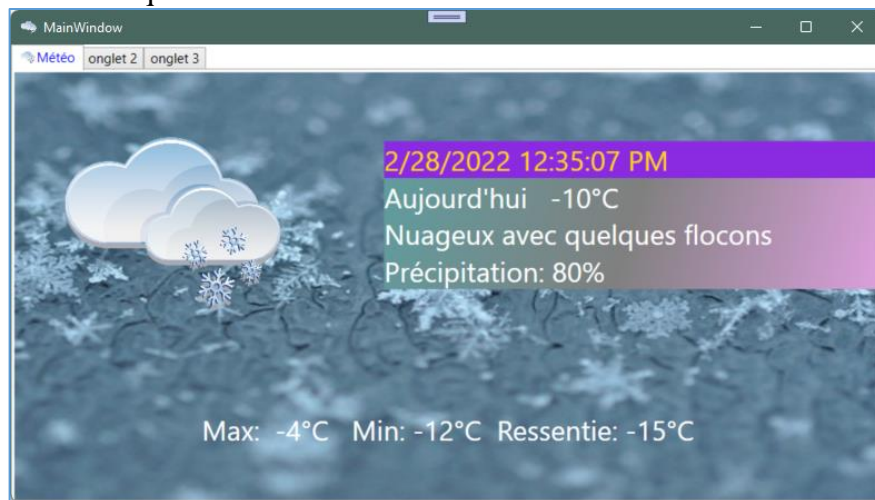 MainWindow
Météo onglet 2 onglet 3
2/28/2022 12:35:07 PM
Aujourd'hui -10°C
Nuageux avec quelques flocons
Précipitation: 80%
Max: -4°C Min: -12°C Ressentie: -15°C